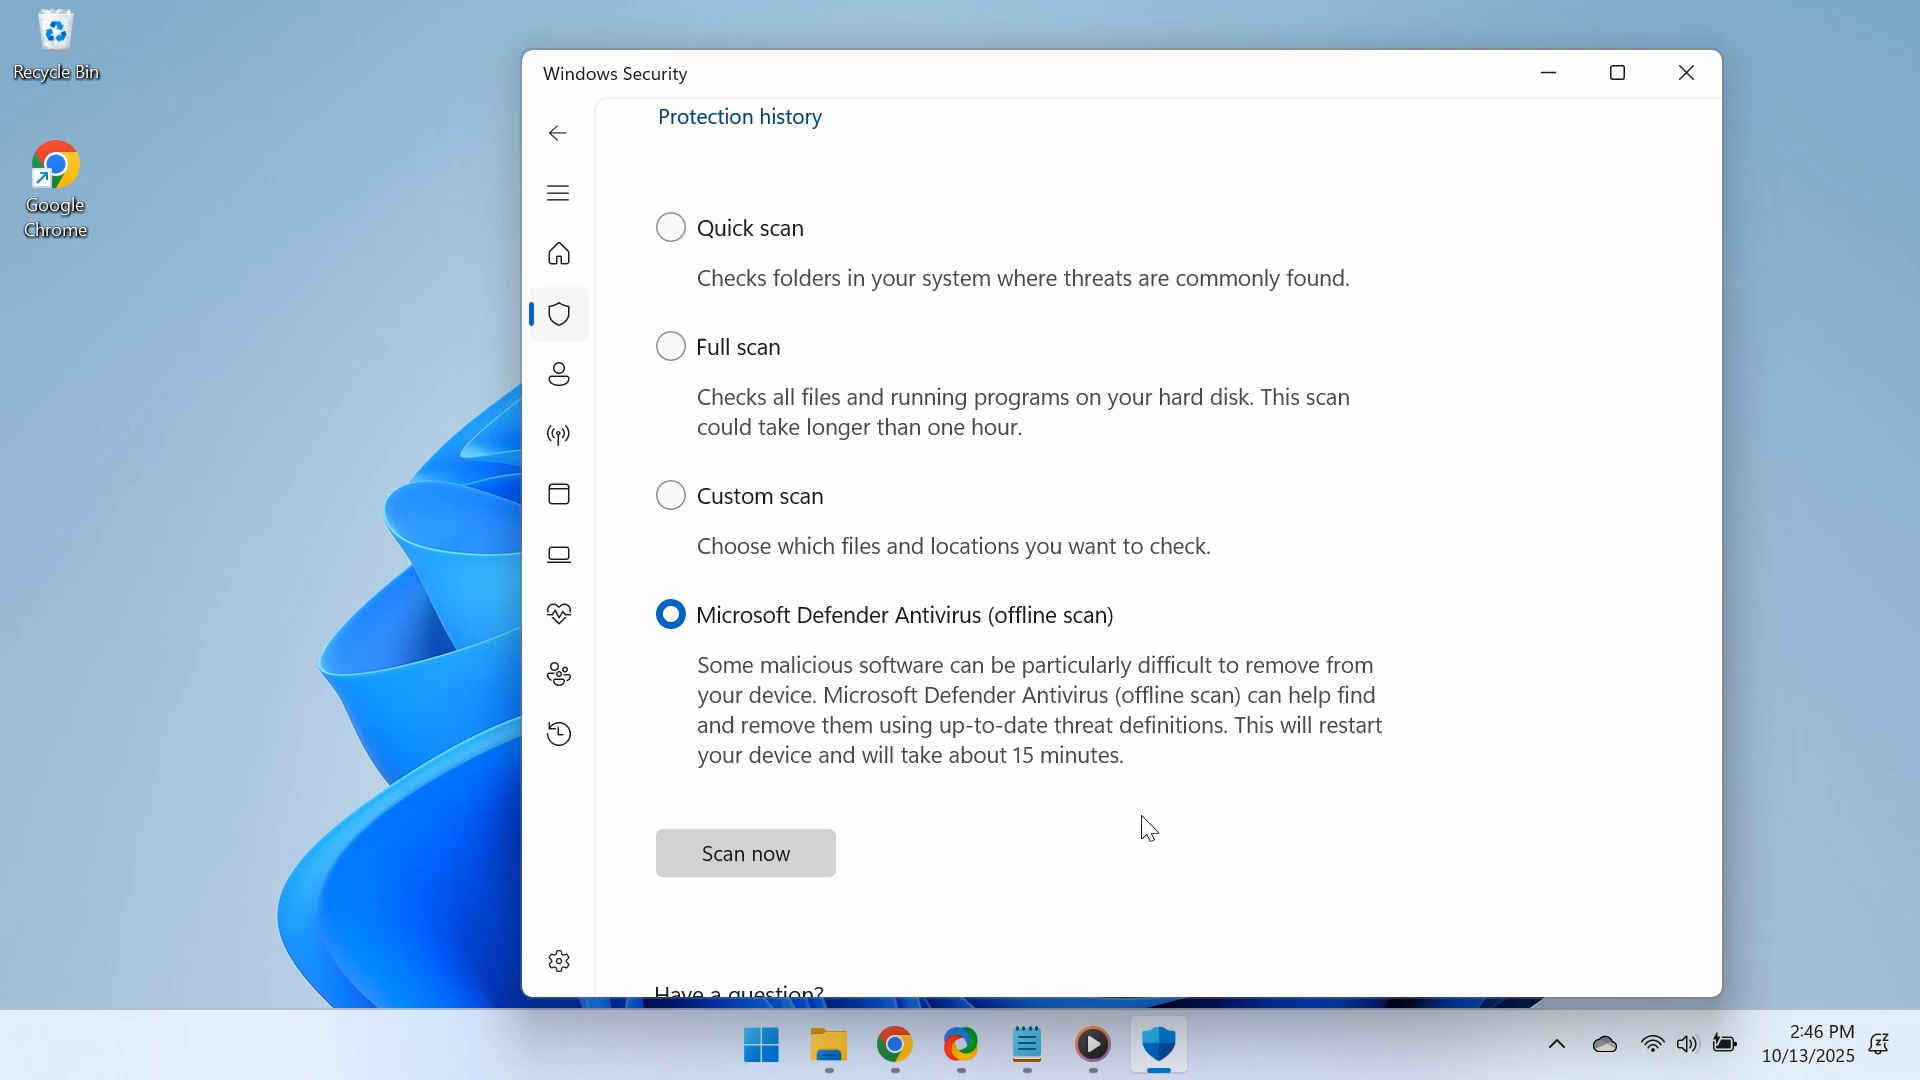 Recycle Bin
Google
Chrome
Windows Security
Protection history
Quick scan
Checks folders in your system where threats are commonly found.
Full scan
Checks all files and running programs on your hard disk. This scan
could take longer than one hour.
Custom scan
Choose which files and locations you want to check.
Microsoft Defender Antivirus (offline scan)
Some malicious software can be particularly difficult to remove from
your device. Microsoft Defender Antivirus (offline scan) can help find
and remove them using up-to-date threat definitions. This will restart
your device and will take about 15 minutes.
Scan now
Have a question?
2:46 PM
10/13/2025